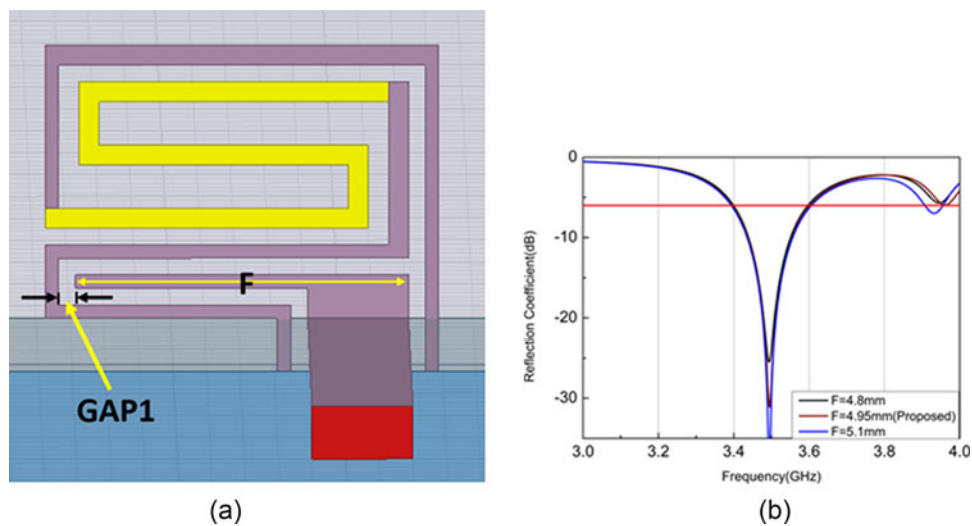 F
GAP1
(a)
0
-10
-20
-30
Reflection Coefficient(dB)
F=4.8mm
F=4.95mm(Proposed)
F=5.1mm
3.0 3.2 3.4 3.6 3.8 4.0
Frequency(GHz)
(b)